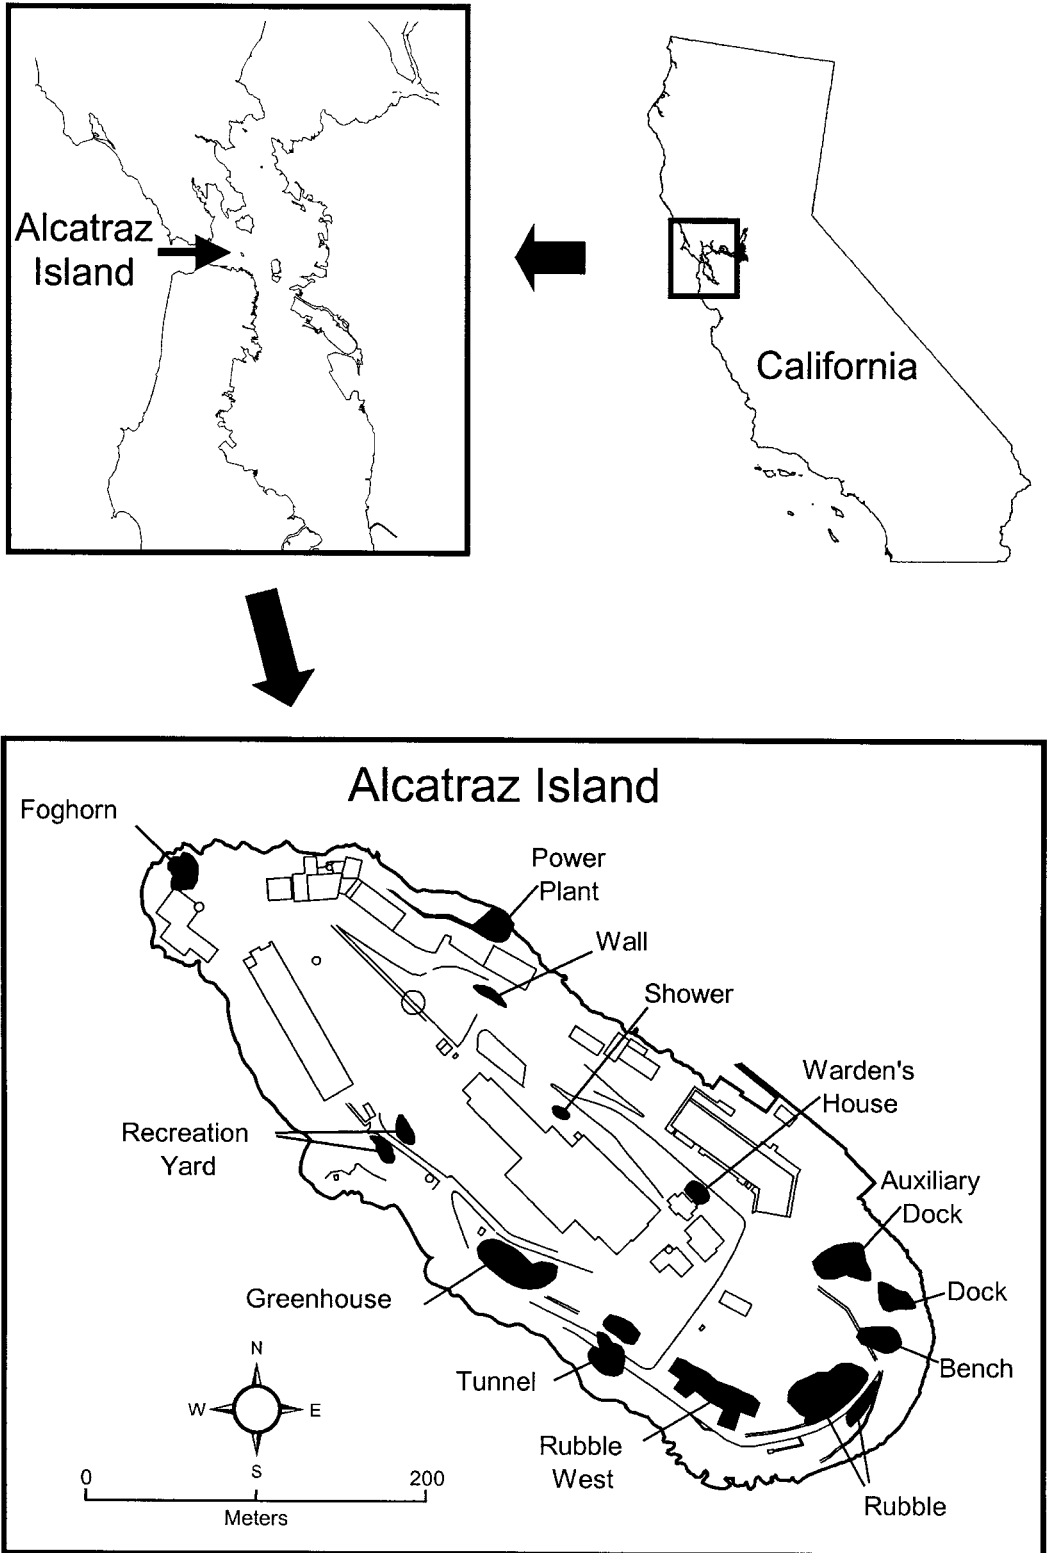 Alcatraz
Island
California
Alcatraz Island
Foghorn
Power
Plant
Wall
Shower
Warden's
House
Recreation
Yard
Auxiliary
Dock
Greenhouse
Dock
Bench
Tunnel
Rubble
West
Rubble
N
W
E
S
0
200
Meters